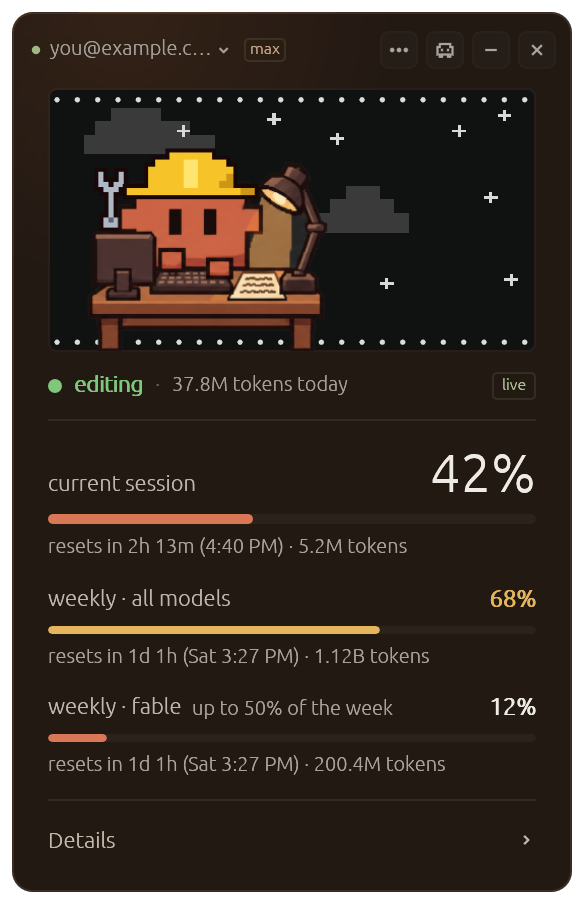 you@example.c...
max
editing · 37.8M tokens today
live
current session
42%
resets in 2h 13m (4:40 PM) · 5.2M tokens
weekly · all models
68%
resets in 1d 1h (Sat 3:27 PM) · 1.12B tokens
weekly · fable up to 50% of the week
12%
resets in 1d 1h (Sat 3:27 PM) · 200.4M tokens
Details